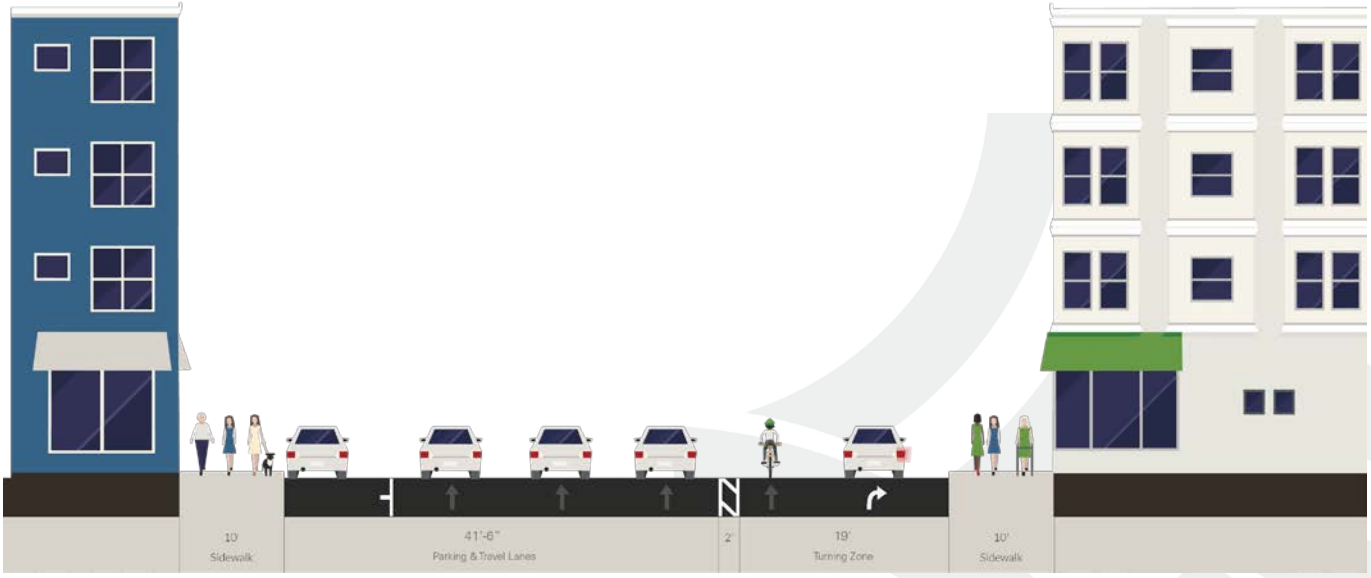 10'
Sidewalk
41'-6"
Parking & Travel Lanes
2'
19'
Turning Zone
10'
Sidewalk